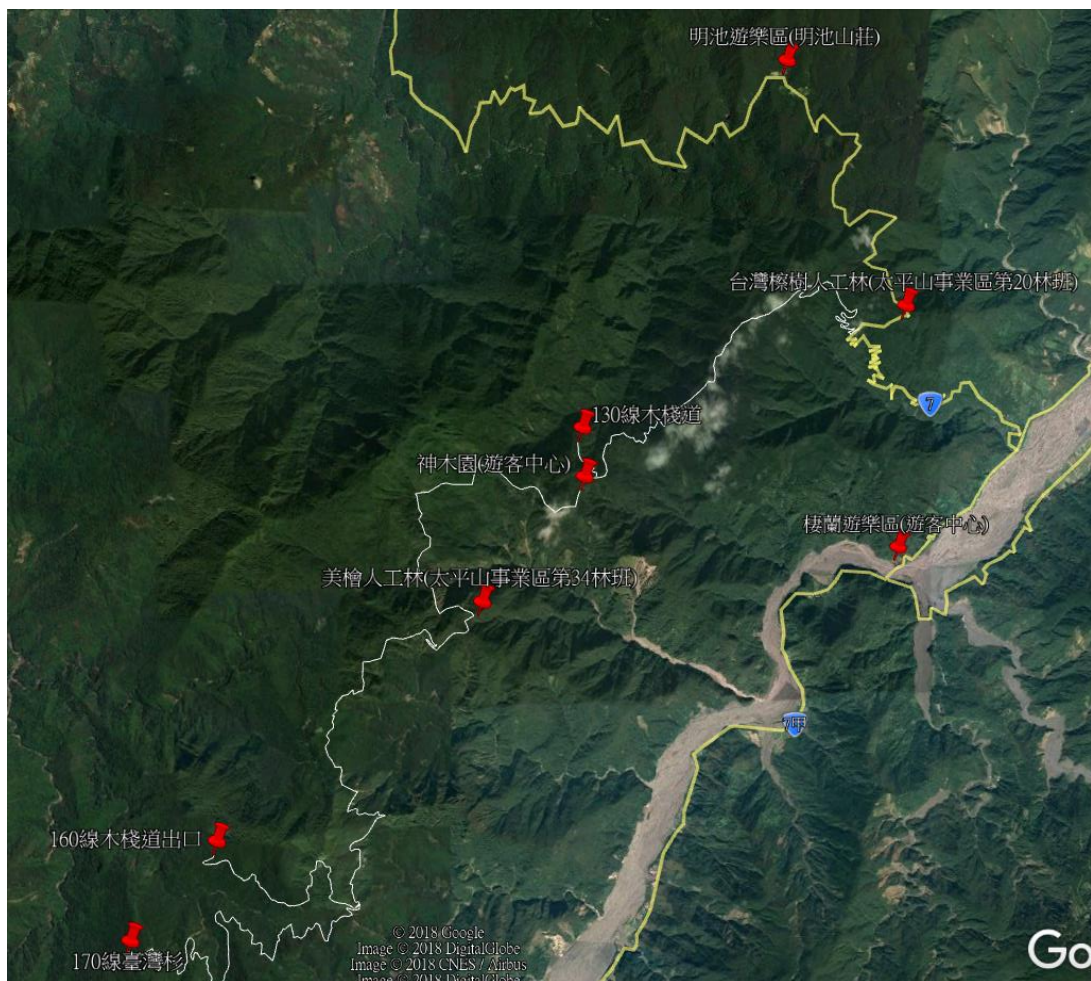 明池遊樂區(明池山莊)
台灣檫樹人工林(太平山事業區第20林班)
7
130線木棧道
神木園(遊客中心)
棲蘭遊樂區(遊客中心)
美檜人工林(太平山事業區第34林班)
7甲
160線木棧道出口
170線臺灣杉
© 2018 Google
Image © 2018 DigitalGlobe
Image © 2018 CNES / Airbus
Image © 2018 DigitalGlobe
Go